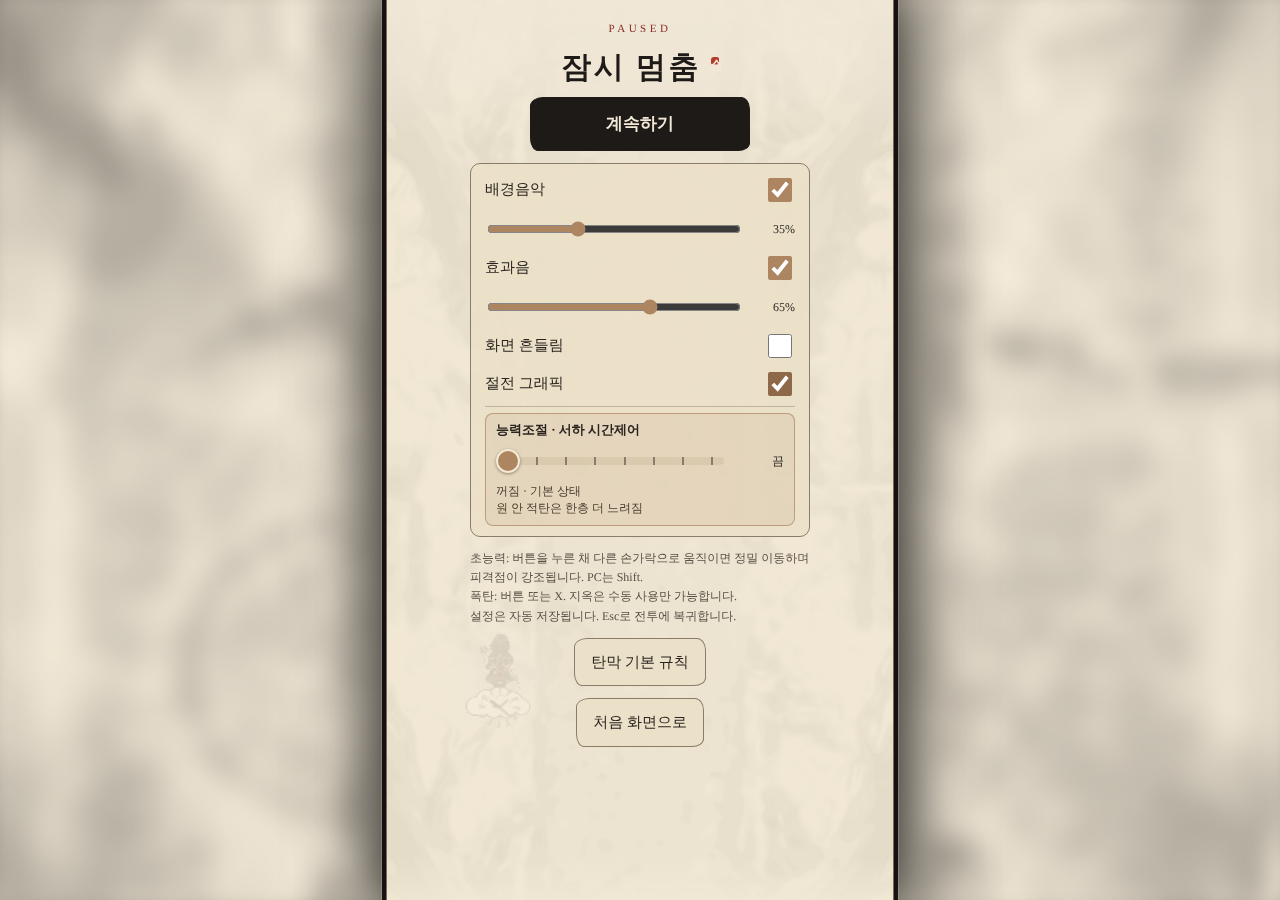 PAUSED
잠시 멈춤
계속하기
배경음악
35%
효과음
65%
화면 흔들림
절전 그래픽
능력조절 · 서하 시간제어
끔
꺼짐 · 기본 상태
원 안 적탄은 한층 더 느려짐
초능력: 버튼을 누른 채 다른 손가락으로 움직이면 정밀 이동하며
피격점이 강조됩니다. PC는 Shift.
폭탄: 버튼 또는 X. 지옥은 수동 사용만 가능합니다.
설정은 자동 저장됩니다. Esc로 전투에 복귀합니다.
탄막 기본 규칙
처음 화면으로